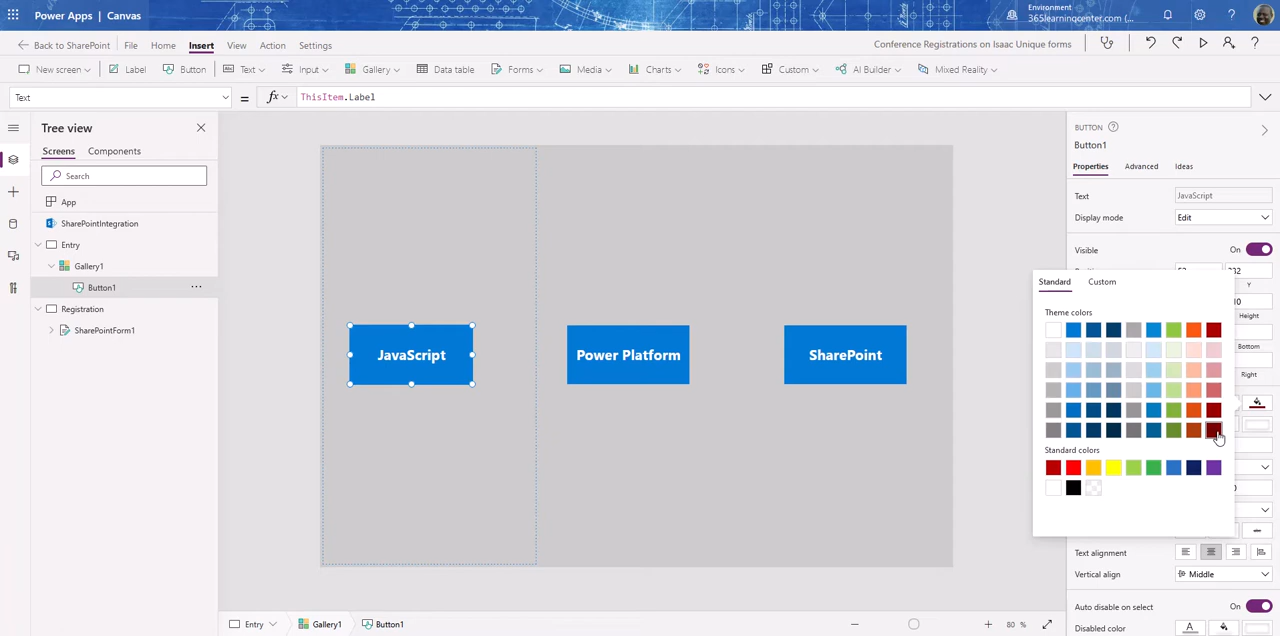 Power Apps | Canvas
Environment
365learningcenter.com (...
Back to SharePoint File Home Insert View Action Settings
Conference Registrations on Isaac Unique forms
New screen Label Button Text Input Gallery Data table Forms Media Charts Icons Custom AI Builder Mixed Reality
Text = fx ThisItem.Label
Tree view
Screens Components
Search
App
SharePointIntegration
Entry
Gallery1
Button1 ...
Registration
SharePointForm1
JavaScript
Power Platform
SharePoint
BUTTON
Button1
Properties Advanced Ideas
Text JavaScript
Display mode Edit
Visible On
Y
Height
Bottom
Right
Standard Custom
Theme colors
Standard colors
Text alignment
Vertical align Middle
Auto disable on select On
Disabled color A
Entry Gallery1 Button1
80 %